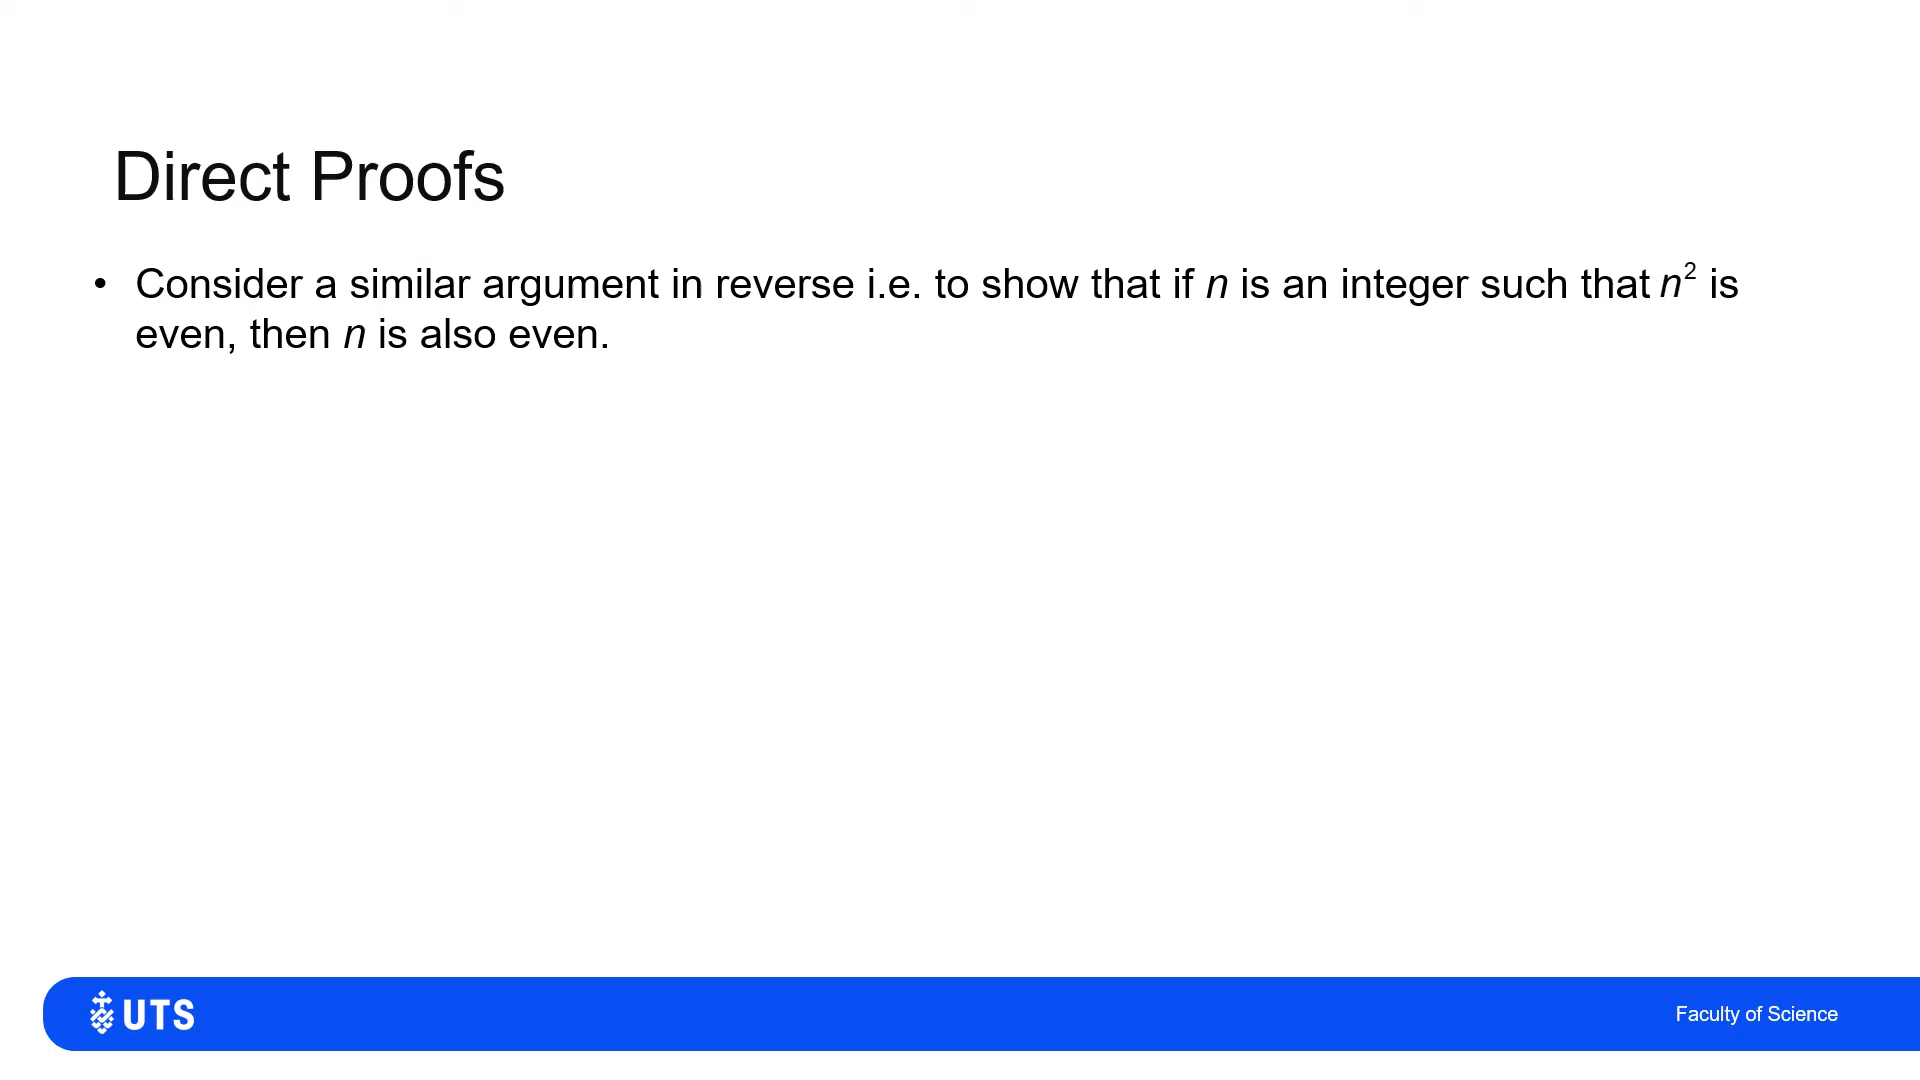 Direct Proofs
• Consider a similar argument in reverse i.e. to show that if n is an integer such that n² is
even, then n is also even.
UTS
Faculty of Science